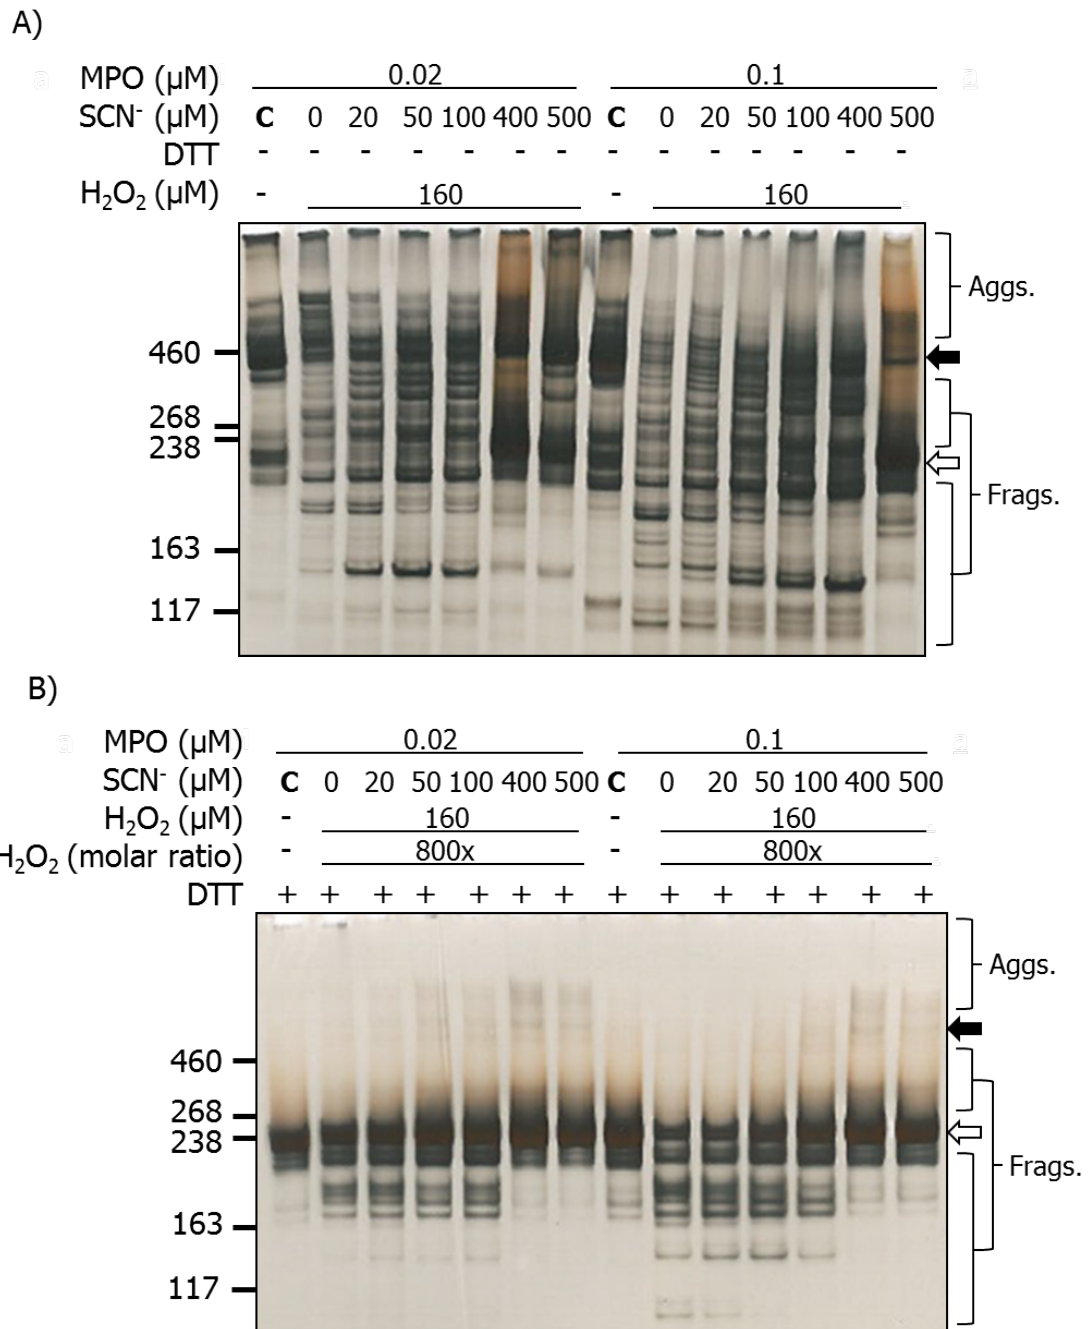 A)
MPO (µM) 0.02 0.1
SCN⁻ (µM) C 0 20 50 100 400 500 C 0 20 50 100 400 500
DTT - - - - - - - - - - - - - -
H₂O₂ (µM) - 160 - 160
Aggs.
460
268
238
Frags.
163
117
B)
MPO (µM) 0.02 0.1
SCN⁻ (µM) C 0 20 50 100 400 500 C 0 20 50 100 400 500
H₂O₂ (µM) - 160 - 160
H₂O₂ (molar ratio) - 800x - 800x
DTT + + + + + + + + + + + + + +
Aggs.
460
268
238
Frags.
163
117